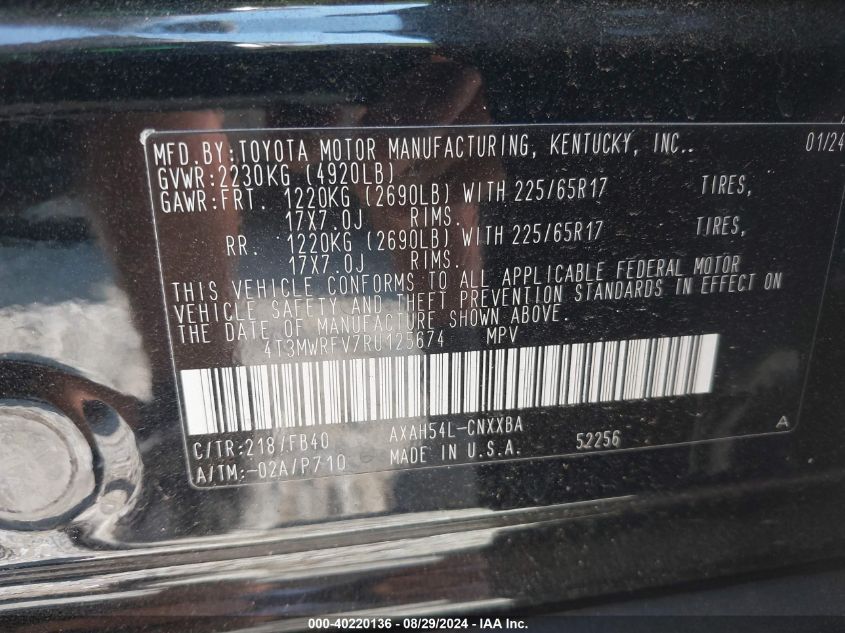 MFD.BY:TOYOTA MOTOR MANUFACTURING, KENTUCKY, INC.. 01/24
GVWR:2230KG (4920LB)
GAWR:FRT. 1220KG (2690LB) WITH 225/65R17 TIRES,
17X7.0J RIMS.
RR. 1220KG (2690LB) WITH 225/65R17 TIRES,
17X7.0J RIMS.
THIS VEHICLE CONFORMS TO ALL APPLICABLE FEDERAL MOTOR
VEHICLE SAFETY AND THEFT PREVENTION STANDARDS IN EFFECT ON
THE DATE OF MANUFACTURE SHOWN ABOVE.
4T3MWRFV7RU125674 MPV
C/TR:218/FB40 AXAH54L-CNXXBA A
A/TM:-02A/P710 MADE IN U.S.A. 52256
000-40220136 - 08/29/2024 - IAA Inc.